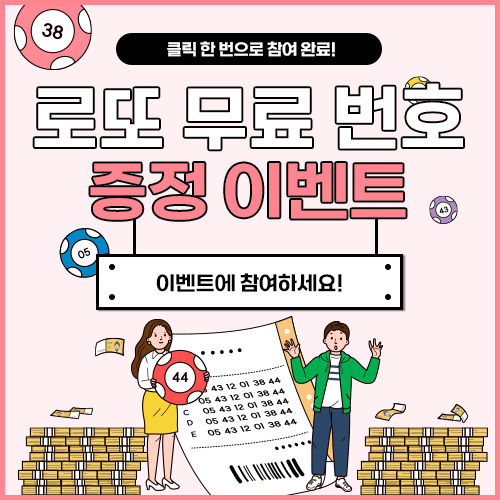 38
클릭 한 번으로 참여 완료!
로또 무료 번호
증정 이벤트
43
05
이벤트에 참여하세요!
44
05 43 12 01 38 44
05 43 12 01 38 44
C 05 43 12 01 38 44
D 05 43 12 01 38 44
E 05 43 12 01 38 44